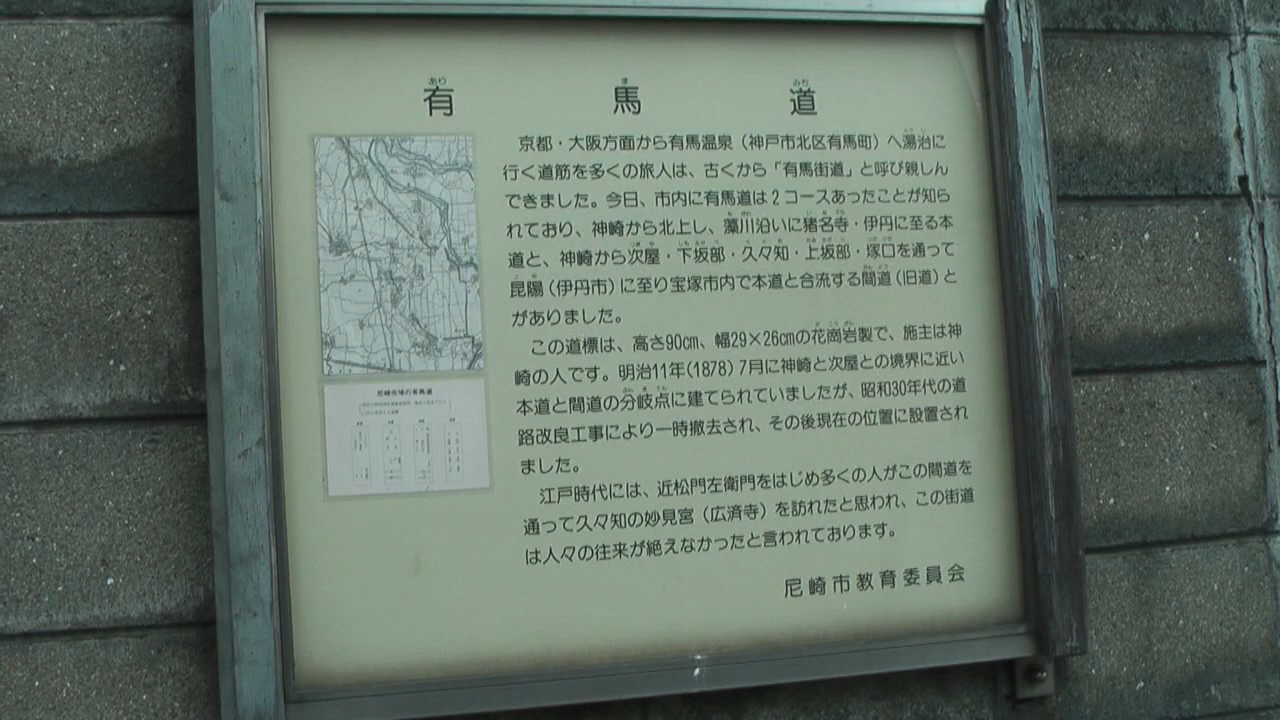 有馬道
京都・大阪方面から有馬温泉（神戸市北区有馬町）へ湯治に
行く道筋を多くの旅人は、古くから「有馬街道」と呼び親しん
できました。今日、市内に有馬道は2コースあったことが知ら
れており、神崎から北上し、藻川沿いに猪名寺・伊丹に至る本
道と、神崎から次屋・下坂部・久々知・上坂部・塚口を通って
昆陽（伊丹市）に至り宝塚市内で本道と合流する間道（旧道）と
がありました。
この道標は、高さ90cm、幅29×26cmの花崗岩製で、施主は神
崎の人です。明治11年（1878）7月に神崎と次屋との境界に近い
本道と間道の分岐点に建てられていましたが、昭和30年代の道
路改良工事により一時撤去され、その後現在の位置に設置され
ました。
江戸時代には、近松門左衛門をはじめ多くの人がこの間道を
通って久々知の妙見宮（広済寺）を訪れたと思われ、この街道
は人々の往来が絶えなかったと言われております。
尼崎市教育委員会
尼崎市域の有馬道